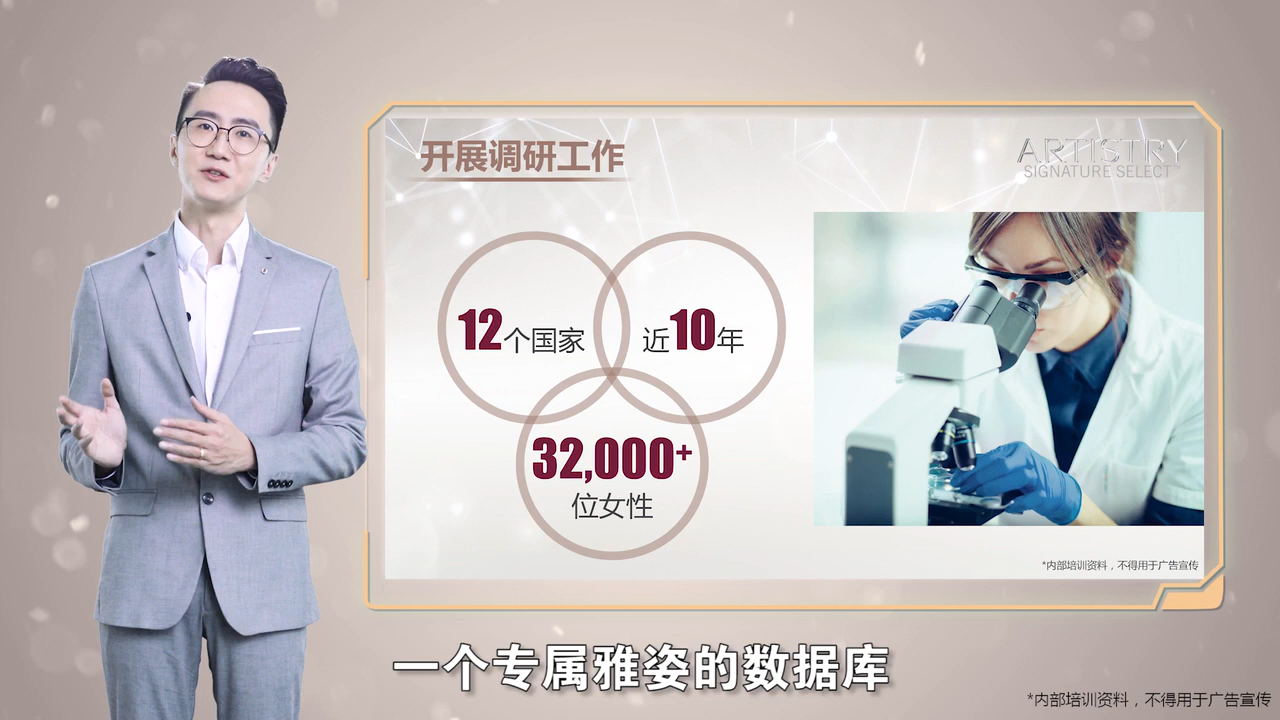 开展调研工作
ARTISTRY
SIGNATURE SELECT™
12个国家
近10年
32,000+
位女性
*内部培训资料，不得用于广告宣传
一个专属雅姿的数据库
*内部培训资料，不得用于广告宣传